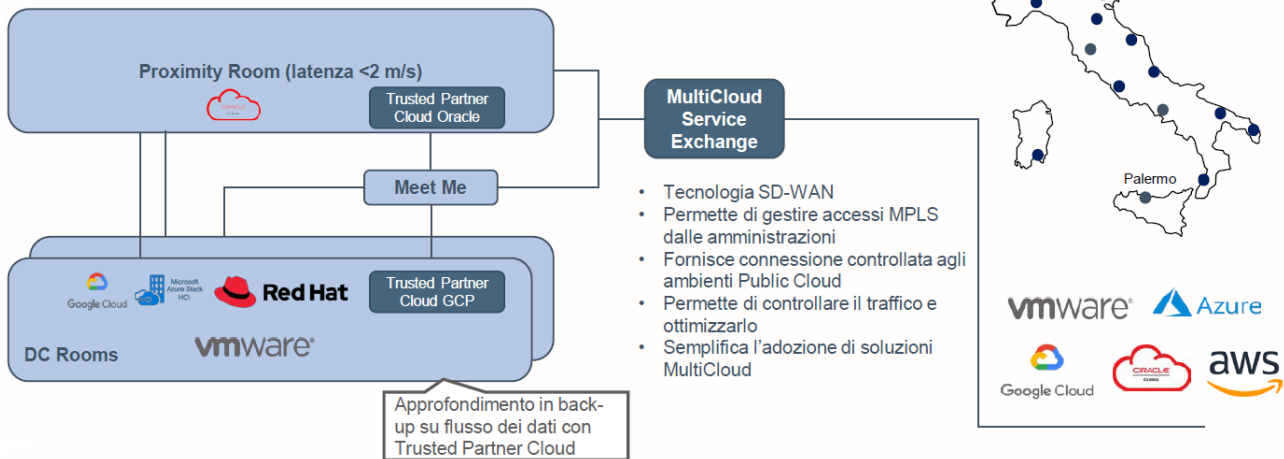 Proximity Room (latenza <2 m/s)
ORACLE
CLOUD
Trusted Partner
Cloud Oracle
Meet Me
Google Cloud
Microsoft
Azure Stack
HCI
Red Hat
Trusted Partner
Cloud GCP
vmware®
DC Rooms
Approfondimento in back-
up su flusso dei dati con
Trusted Partner Cloud
MultiCloud
Service
Exchange
• Tecnologia SD-WAN
• Permette di gestire accessi MPLS
dalle amministrazioni
• Fornisce connessione controllata agli
ambienti Public Cloud
• Permette di controllare il traffico e
ottimizzarlo
• Semplifica l'adozione di soluzioni
MultiCloud
Palermo
vmware®
Azure
Google Cloud
ORACLE
CLOUD
aws